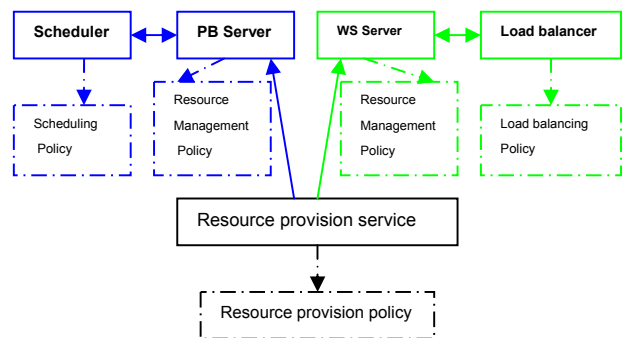 Scheduler
PB Server
WS Server
Load balancer
Scheduling
Policy
Resource
Management
Policy
Resource
Management
Policy
Load balancing
Policy
Resource provision service
Resource provision policy